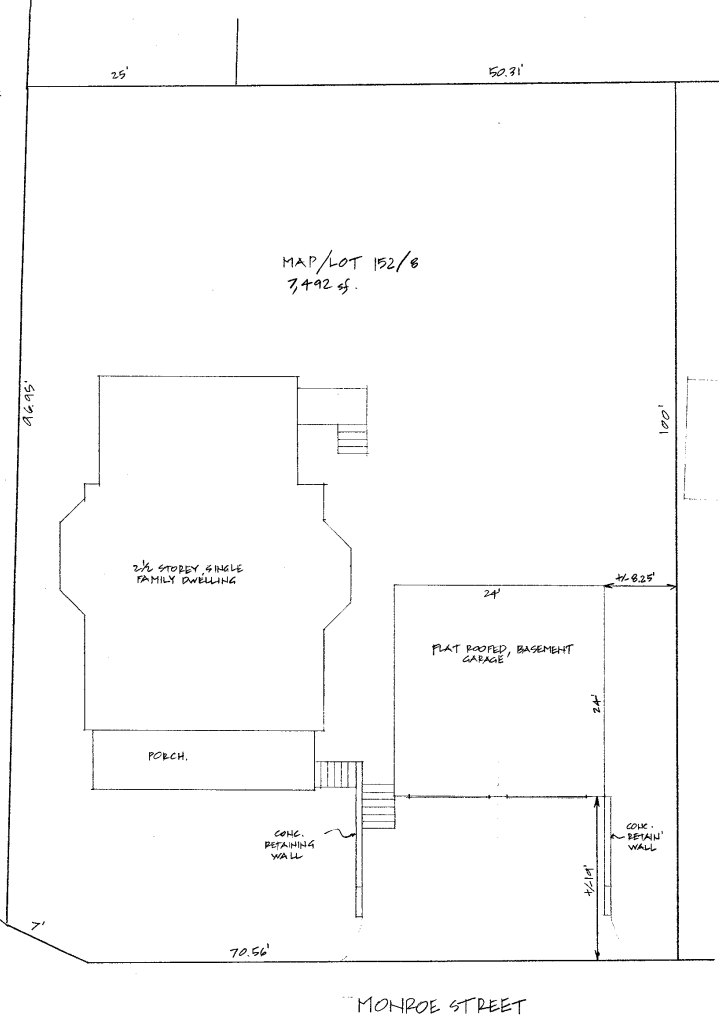 25'
50.31'
MAP/LOT 152/8
7,492 sf.
96.95'
100'
2½ STOREY, SINGLE
FAMILY DWELLING
+/- 8.25'
24'
FLAT ROOFED, BASEMENT
GARAGE
24'
PORCH.
CONC.
RETAINING
WALL
CONC.
RETAIN'
WALL
+/- 19'
7'
70.56'
MONROE STREET